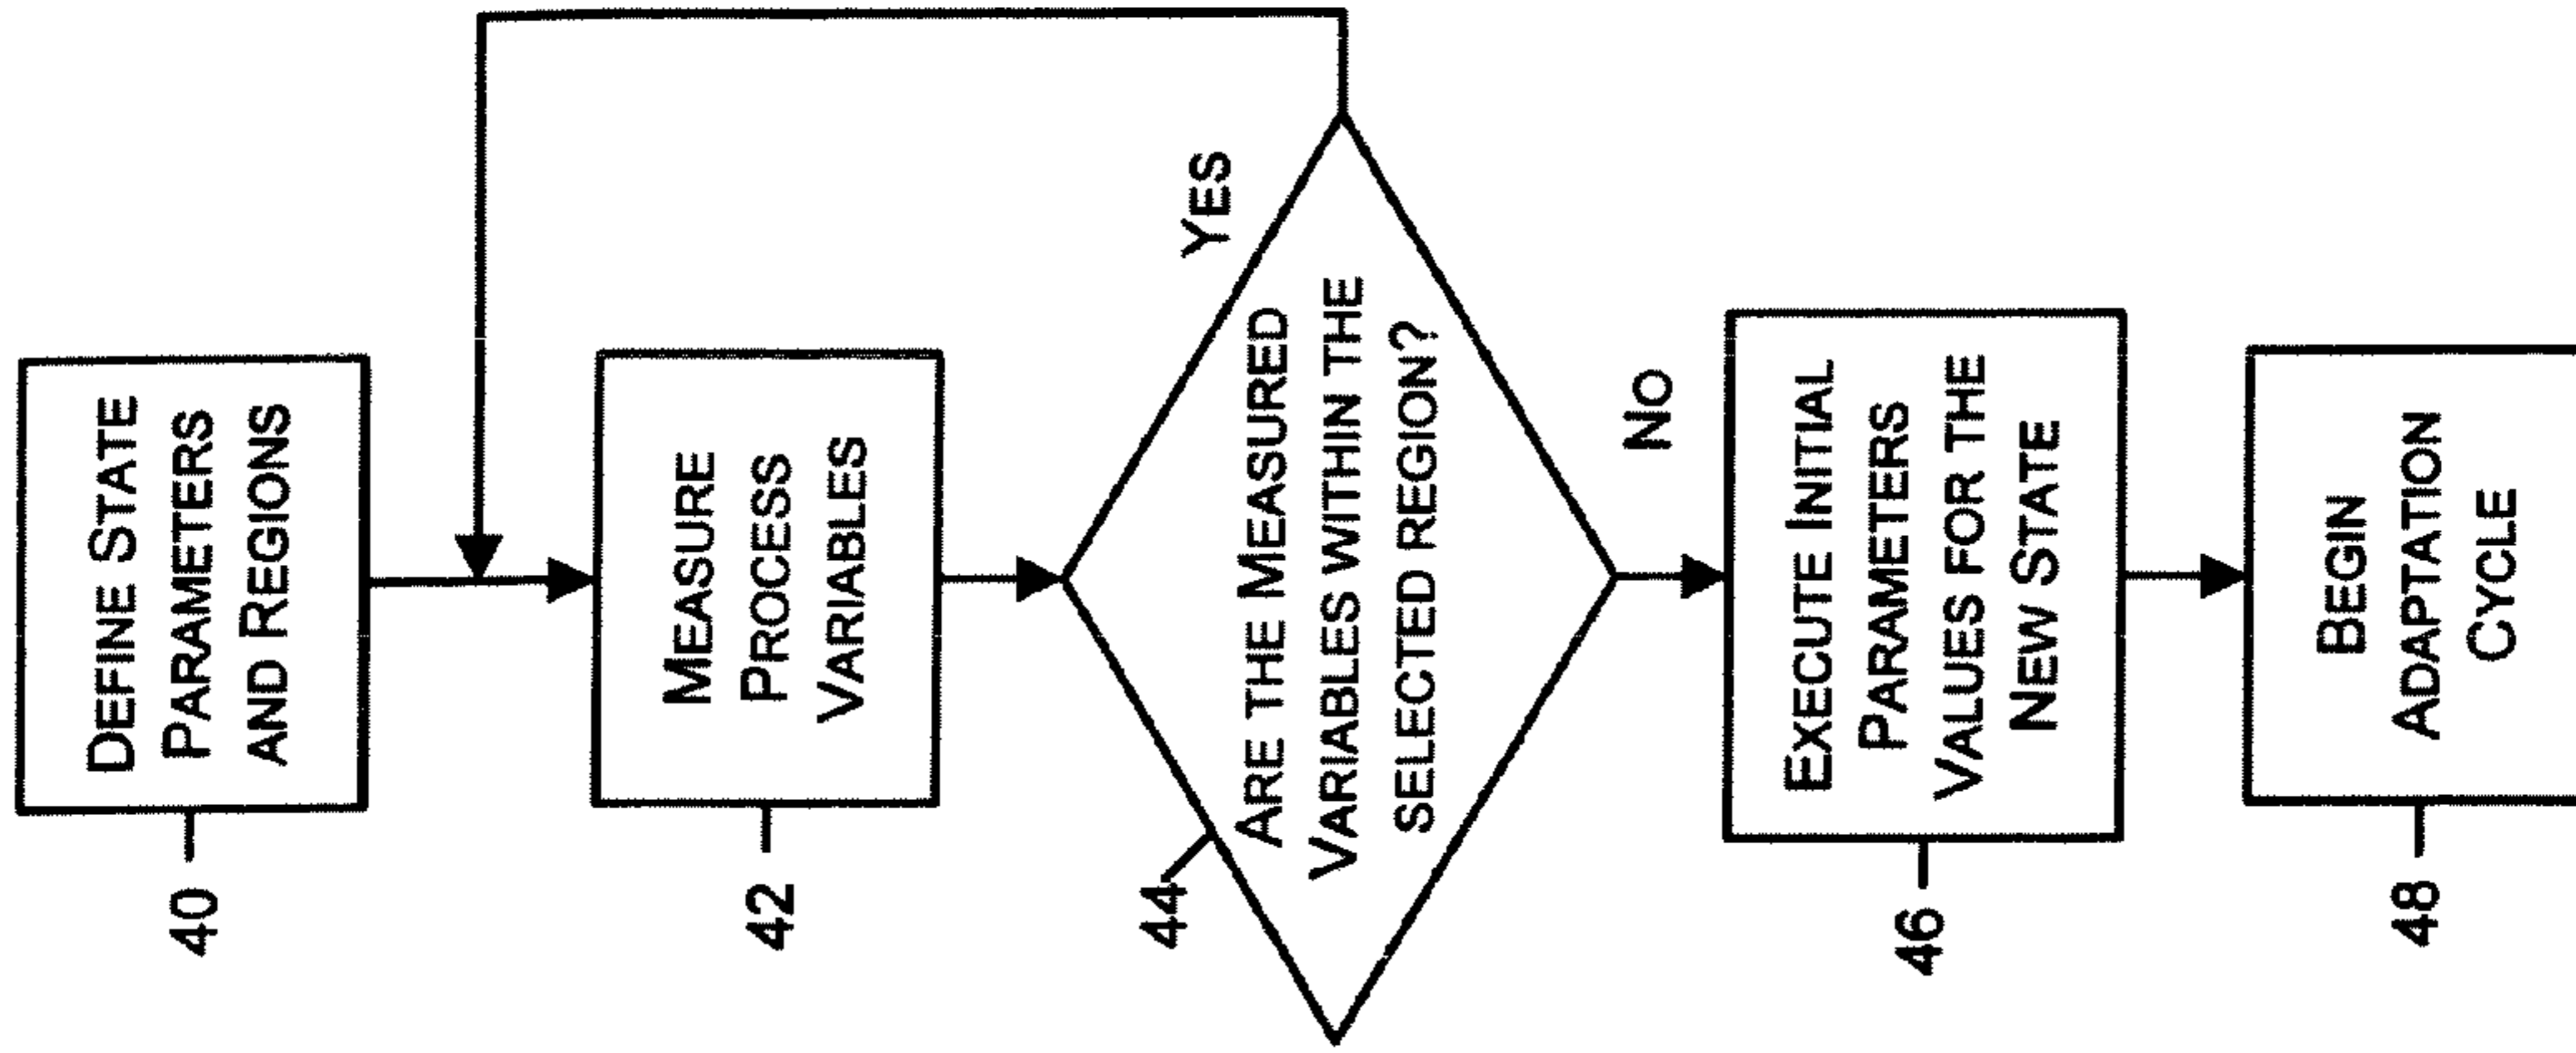 40
DEFINE STATE
PARAMETERS
AND REGIONS
42
MEASURE
PROCESS
VARIABLES
44
ARE THE MEASURED
VARIABLES WITHIN THE
SELECTED REGION?
YES
NO
46
EXECUTE INITIAL
PARAMETERS
VALUES FOR THE
NEW STATE
48
BEGIN
ADAPTATION
CYCLE